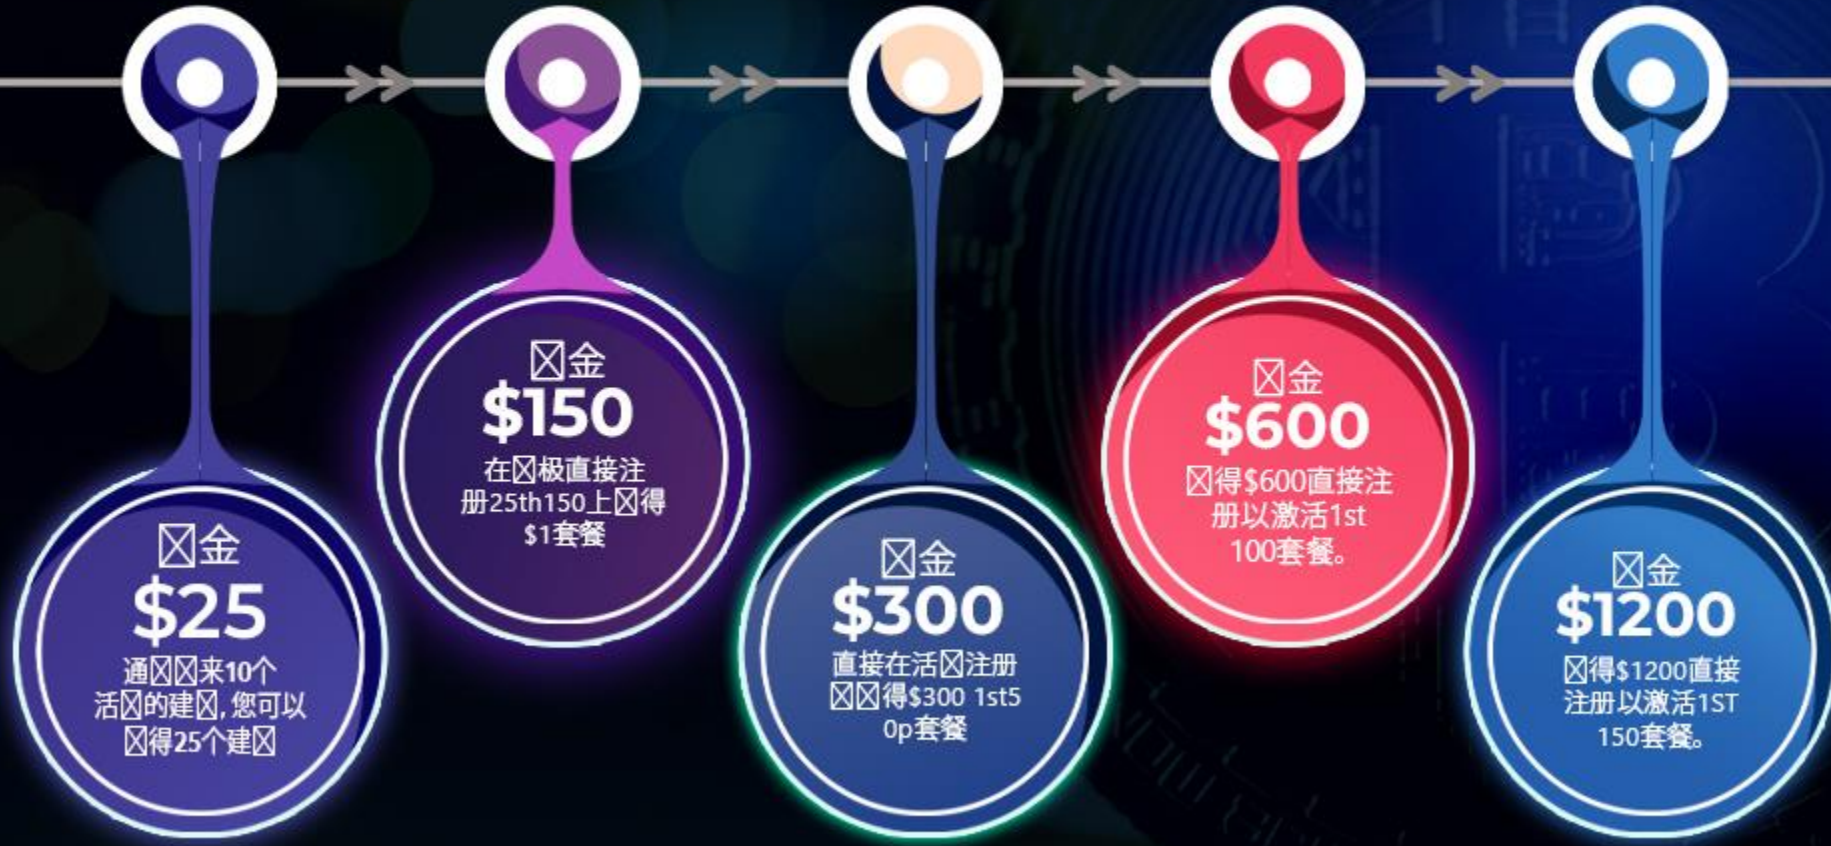 ☒金
$25
通☒☒来10个
活☒的建☒, 您可以
☒得25个建☒
☒金
$150
在☒极直接注
册25th150上☒得
$1套餐
☒金
$300
直接在活☒注册
☒☒得$300 1st5
0p套餐
☒金
$600
☒得$600直接注
册以激活1st
100套餐。
☒金
$1200
☒得$1200直接
注册以激活1ST
150套餐。